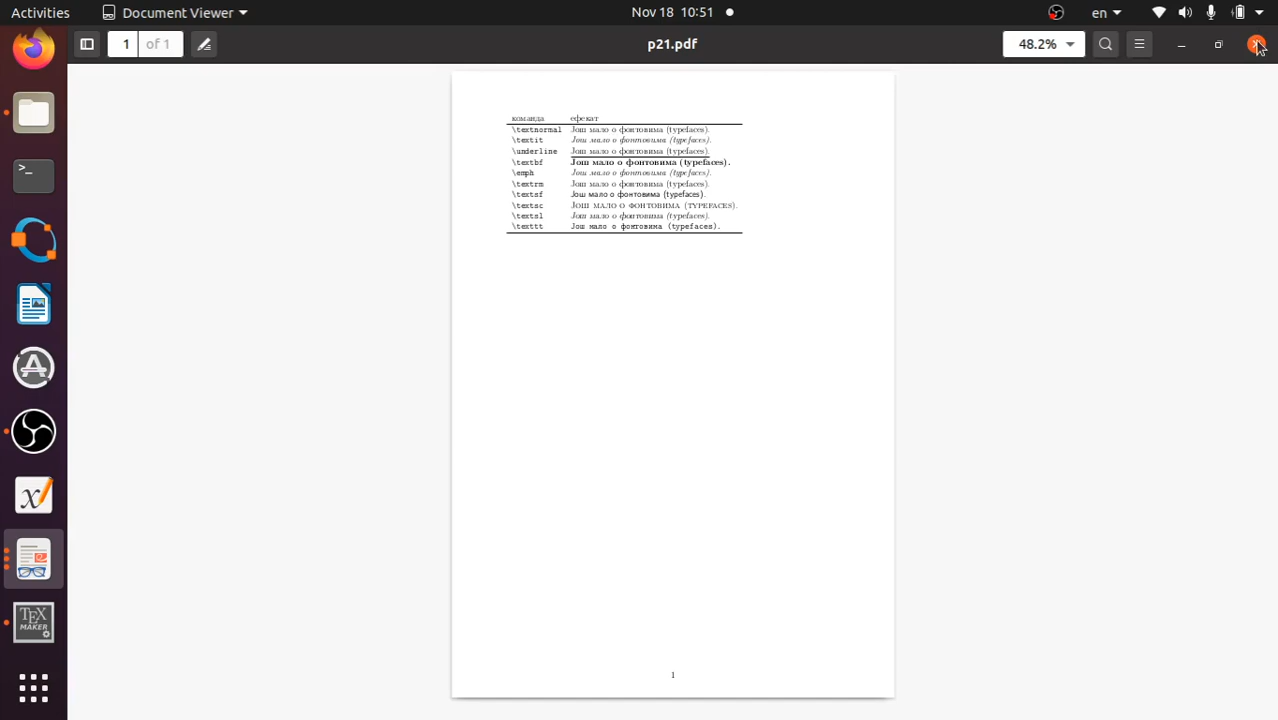 Activities Document Viewer Nov 18 10:51 en
1 of 1 p21.pdf 48.2%
команда ефекат
\textnormal Још мало о фонтовима (typefaces).
\textit Још мало о фонтовима (typefaces).
\underline Још мало о фонтовима (typefaces).
\textbf Још мало о фонтовима (typefaces).
\emph Још мало о фонтовима (typefaces).
\textrm Још мало о фонтовима (typefaces).
\textsf Још мало о фонтовима (typefaces).
\textsc Још мало о фонтовима (typefaces).
\textsl Још мало о фонтовима (typefaces).
\texttt Још мало о фонтовима (typefaces).
1
TEX
MAKER